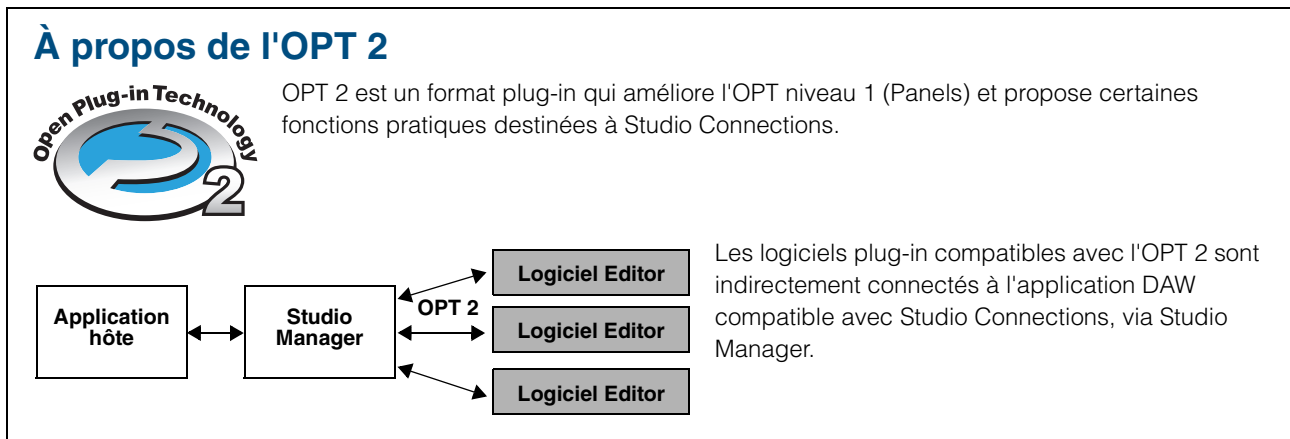 À propos de l'OPT 2
Open Plug-in Technology
2
OPT 2 est un format plug-in qui améliore l'OPT niveau 1 (Panels) et propose certaines
fonctions pratiques destinées à Studio Connections.
Application
hôte
Studio
Manager
OPT 2
Logiciel Editor
Logiciel Editor
Logiciel Editor
Les logiciels plug-in compatibles avec l'OPT 2 sont
indirectement connectés à l'application DAW
compatible avec Studio Connections, via Studio
Manager.